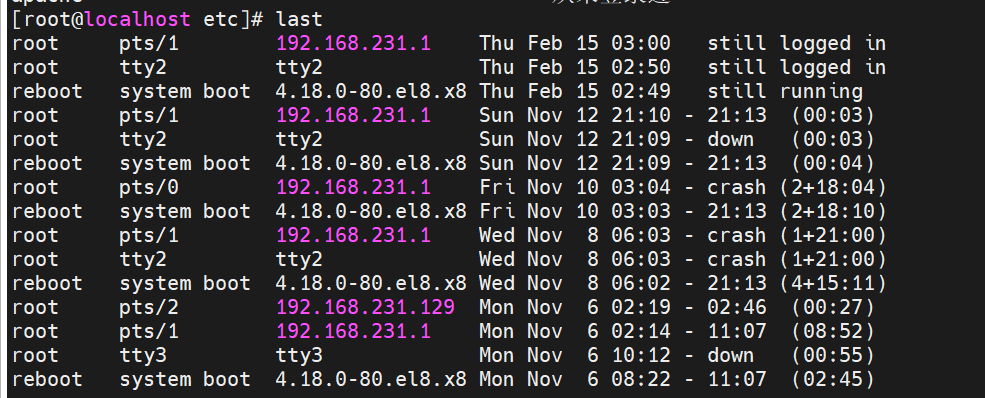 [root@localhost etc]# last
root     pts/1        192.168.231.1    Thu Feb 15 03:00   still logged in
root     tty2         tty2             Thu Feb 15 02:50   still logged in
reboot   system boot  4.18.0-80.el8.x8 Thu Feb 15 02:49   still running
root     pts/1        192.168.231.1    Sun Nov 12 21:10 - 21:13  (00:03)
root     tty2         tty2             Sun Nov 12 21:09 - down   (00:03)
reboot   system boot  4.18.0-80.el8.x8 Sun Nov 12 21:09 - 21:13  (00:04)
root     pts/0        192.168.231.1    Fri Nov 10 03:04 - crash (2+18:04)
reboot   system boot  4.18.0-80.el8.x8 Fri Nov 10 03:03 - 21:13 (2+18:10)
root     pts/1        192.168.231.1    Wed Nov  8 06:03 - crash (1+21:00)
root     tty2         tty2             Wed Nov  8 06:03 - crash (1+21:00)
reboot   system boot  4.18.0-80.el8.x8 Wed Nov  8 06:02 - 21:13 (4+15:11)
root     pts/2        192.168.231.129  Mon Nov  6 02:19 - 02:46  (00:27)
root     pts/1        192.168.231.1    Mon Nov  6 02:14 - 11:07  (08:52)
root     tty3         tty3             Mon Nov  6 10:12 - down   (00:55)
reboot   system boot  4.18.0-80.el8.x8 Mon Nov  6 08:22 - 11:07  (02:45)